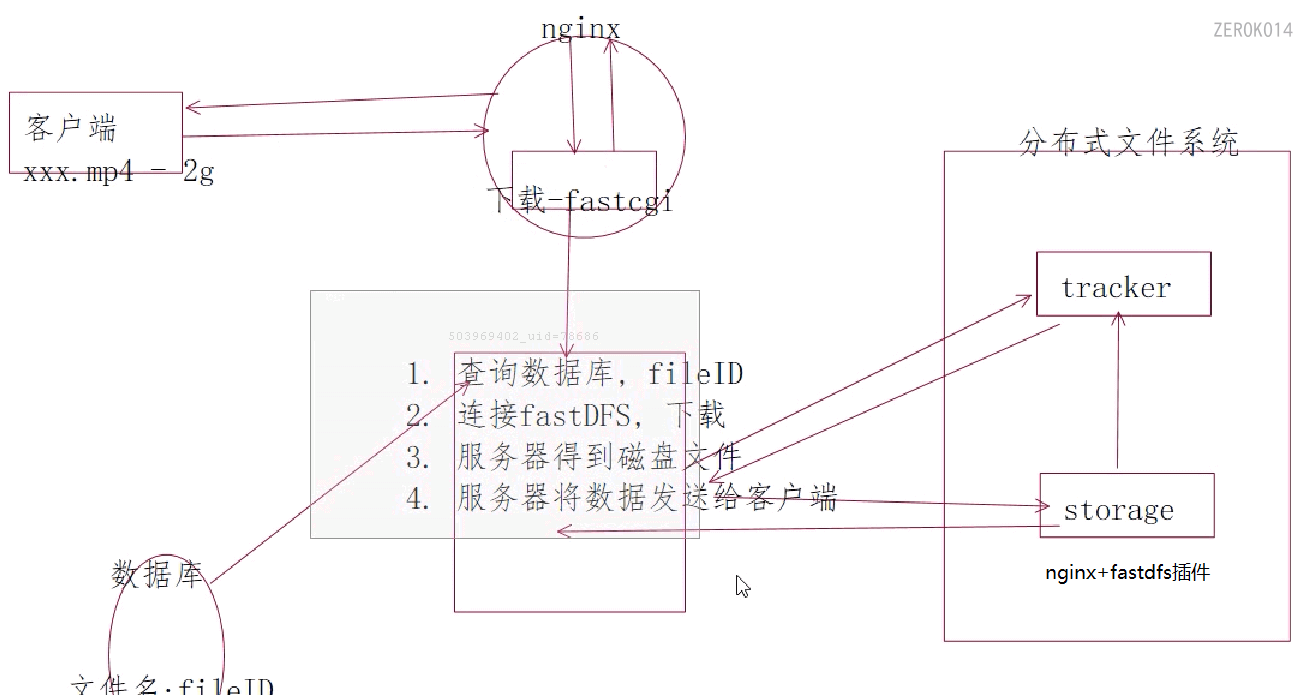 nginx
ZEROK014
客户端
xxx.mp4 - 2g
分布式文件系统
下载-fastcgi
tracker
503969402_uid=78686
1. 查询数据库, fileID
2. 连接fastDFS, 下载
3. 服务器得到磁盘文件
4. 服务器将数据发送给客户端
storage
nginx+fastdfs插件
数据库
文件名:fileID